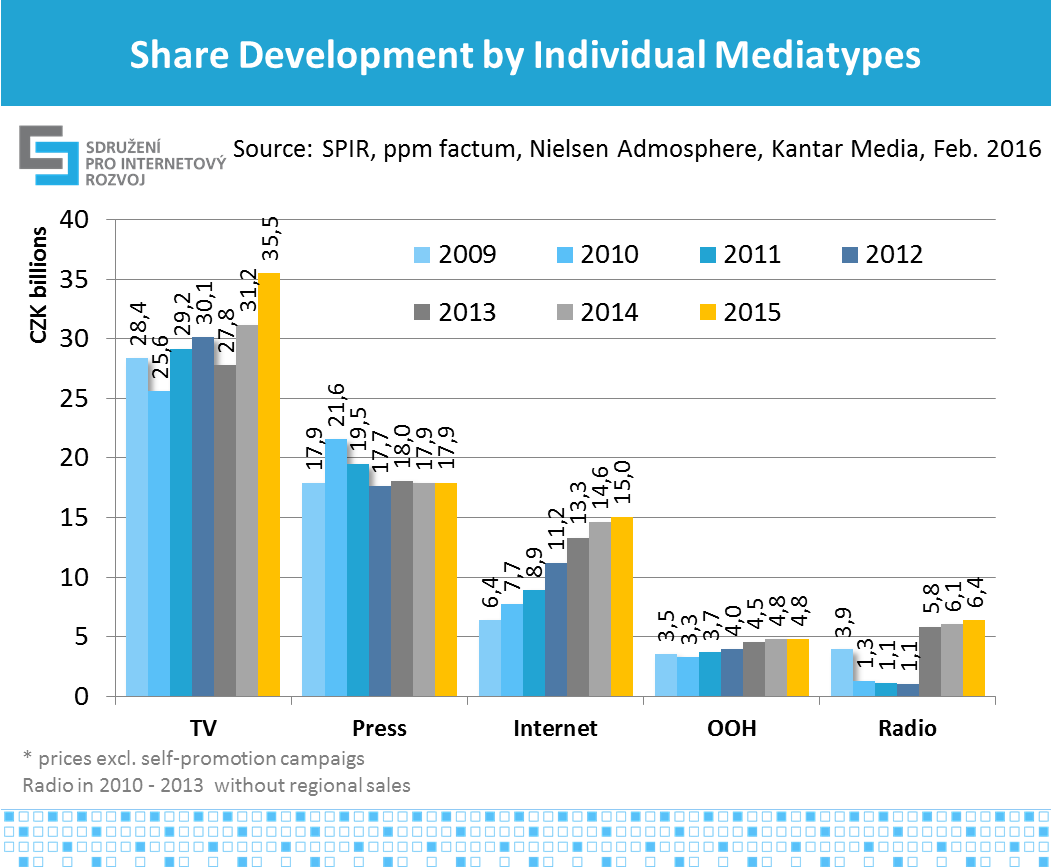 Share Development by Individual Mediatypes
SDRUŽENÍ
PRO INTERNETOVÝ
ROZVOJ
Source: SPIR, ppm factum, Nielsen Admosphere, Kantar Media, Feb. 2016
CZK billions
40
35
30
25
20
15
10
5
0
2009 2010 2011 2012
2013 2014 2015
28,4 25,6 29,2 30,1 27,8 31,2 35,5
17,9 21,6 19,5 17,7 18,0 17,9 17,9
6,4 7,7 8,9 11,2 13,3 14,6 15,0
3,5 3,3 3,7 4,0 4,5 4,8 4,8
3,9 1,3 1,1 1,1 5,8 6,1 6,4
TV Press Internet OOH Radio
* prices excl. self-promotion campaigs
Radio in 2010 - 2013 without regional sales